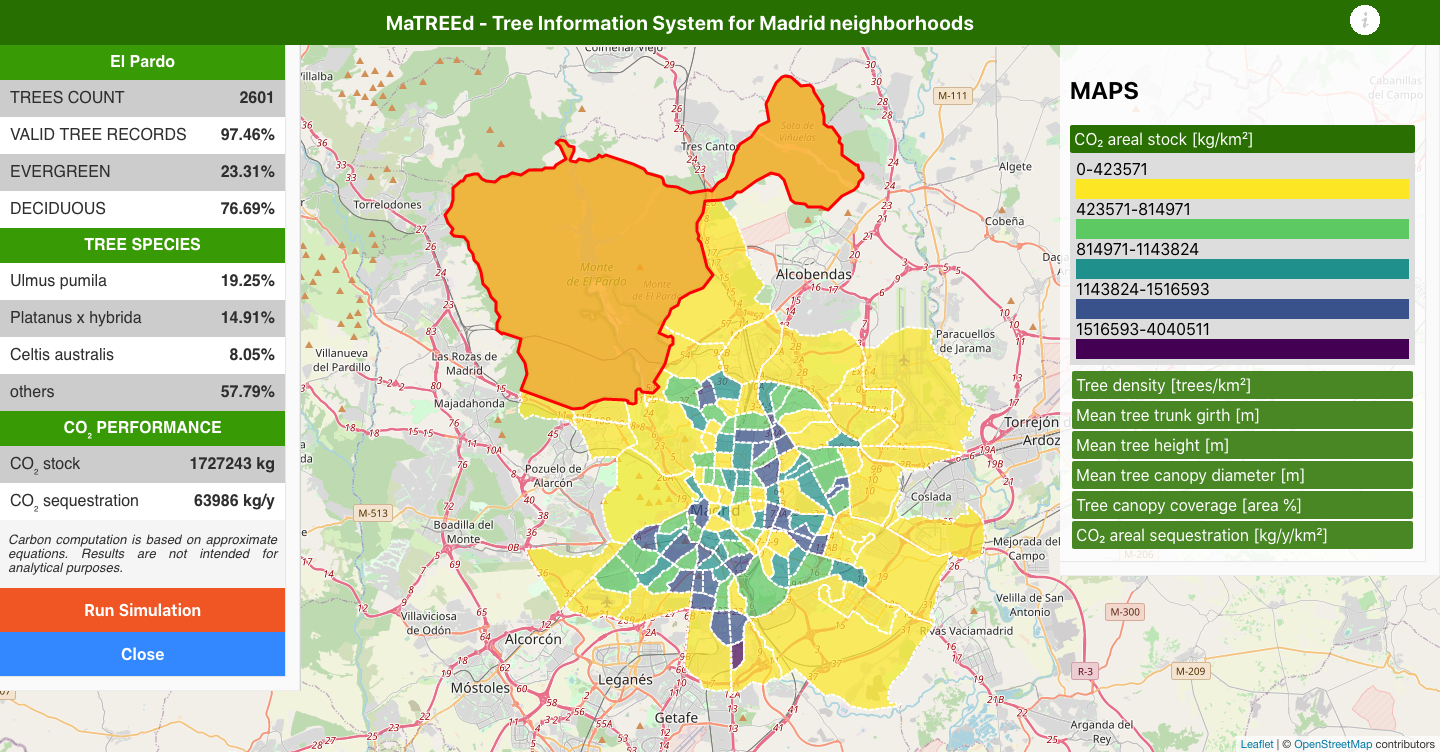 MaTREEd - Tree Information System for Madrid neighborhoods
i
El Pardo
TREES COUNT 2601
VALID TREE RECORDS 97.46%
EVERGREEN 23.31%
DECIDUOUS 76.69%
TREE SPECIES
Ulmus pumila 19.25%
Platanus x hybrida 14.91%
Celtis australis 8.05%
others 57.79%
CO₂ PERFORMANCE
CO₂ stock 1727243 kg
CO₂ sequestration 63986 kg/y
Carbon computation is based on approximate
equations. Results are not intended for
analytical purposes.
Run Simulation
Close
Colmenar Viejo
M-111
Tres Cantos
Soto de
Viñuelas
Algete
Torrelodones
Cobeña
Monte
de El Pardo
Monte
de El Pardo
Alcobendas
Paracuellos
de Jarama
Villanueva
del Pardillo
Las Rozas de
Madrid
Majadahonda
Torrejón
Ardoz
Pozuelo de
Alarcón
Coslada
M-513
Madrid
Boadilla del
Monte
Mejorada del
Campo
Velilla de San
Antonio
Villaviciosa
de Odón
Alcorcón
Rivas Vaciamadrid
Leganés
Móstoles
Getafe
M-300
R-3
M-209
Arganda del
Rey
Cabanillas
del Campo
M-206
MAPS
CO₂ areal stock [kg/km²]
0-423571
423571-814971
814971-1143824
1143824-1516593
1516593-4040511
Tree density [trees/km²]
Mean tree trunk girth [m]
Mean tree height [m]
Mean tree canopy diameter [m]
Tree canopy coverage [area %]
CO₂ areal sequestration [kg/y/km²]
Leaflet | © OpenStreetMap contributors